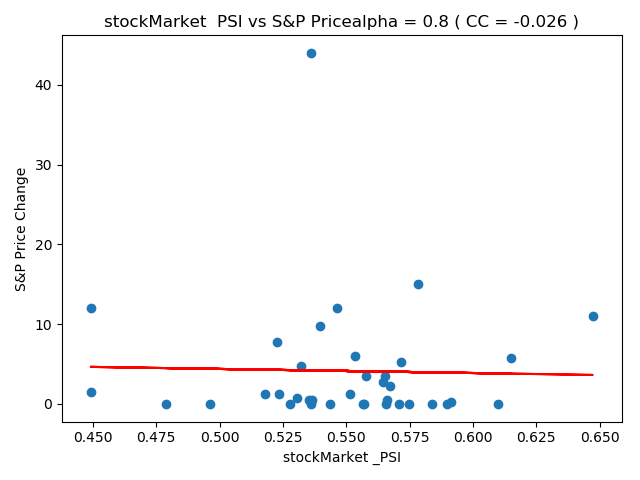 stockMarket  PSI vs S&P Pricealpha = 0.8 ( CC = -0.026 )
S&P Price Change
40
30
20
10
0
0.450 0.475 0.500 0.525 0.550 0.575 0.600 0.625 0.650
stockMarket _PSI